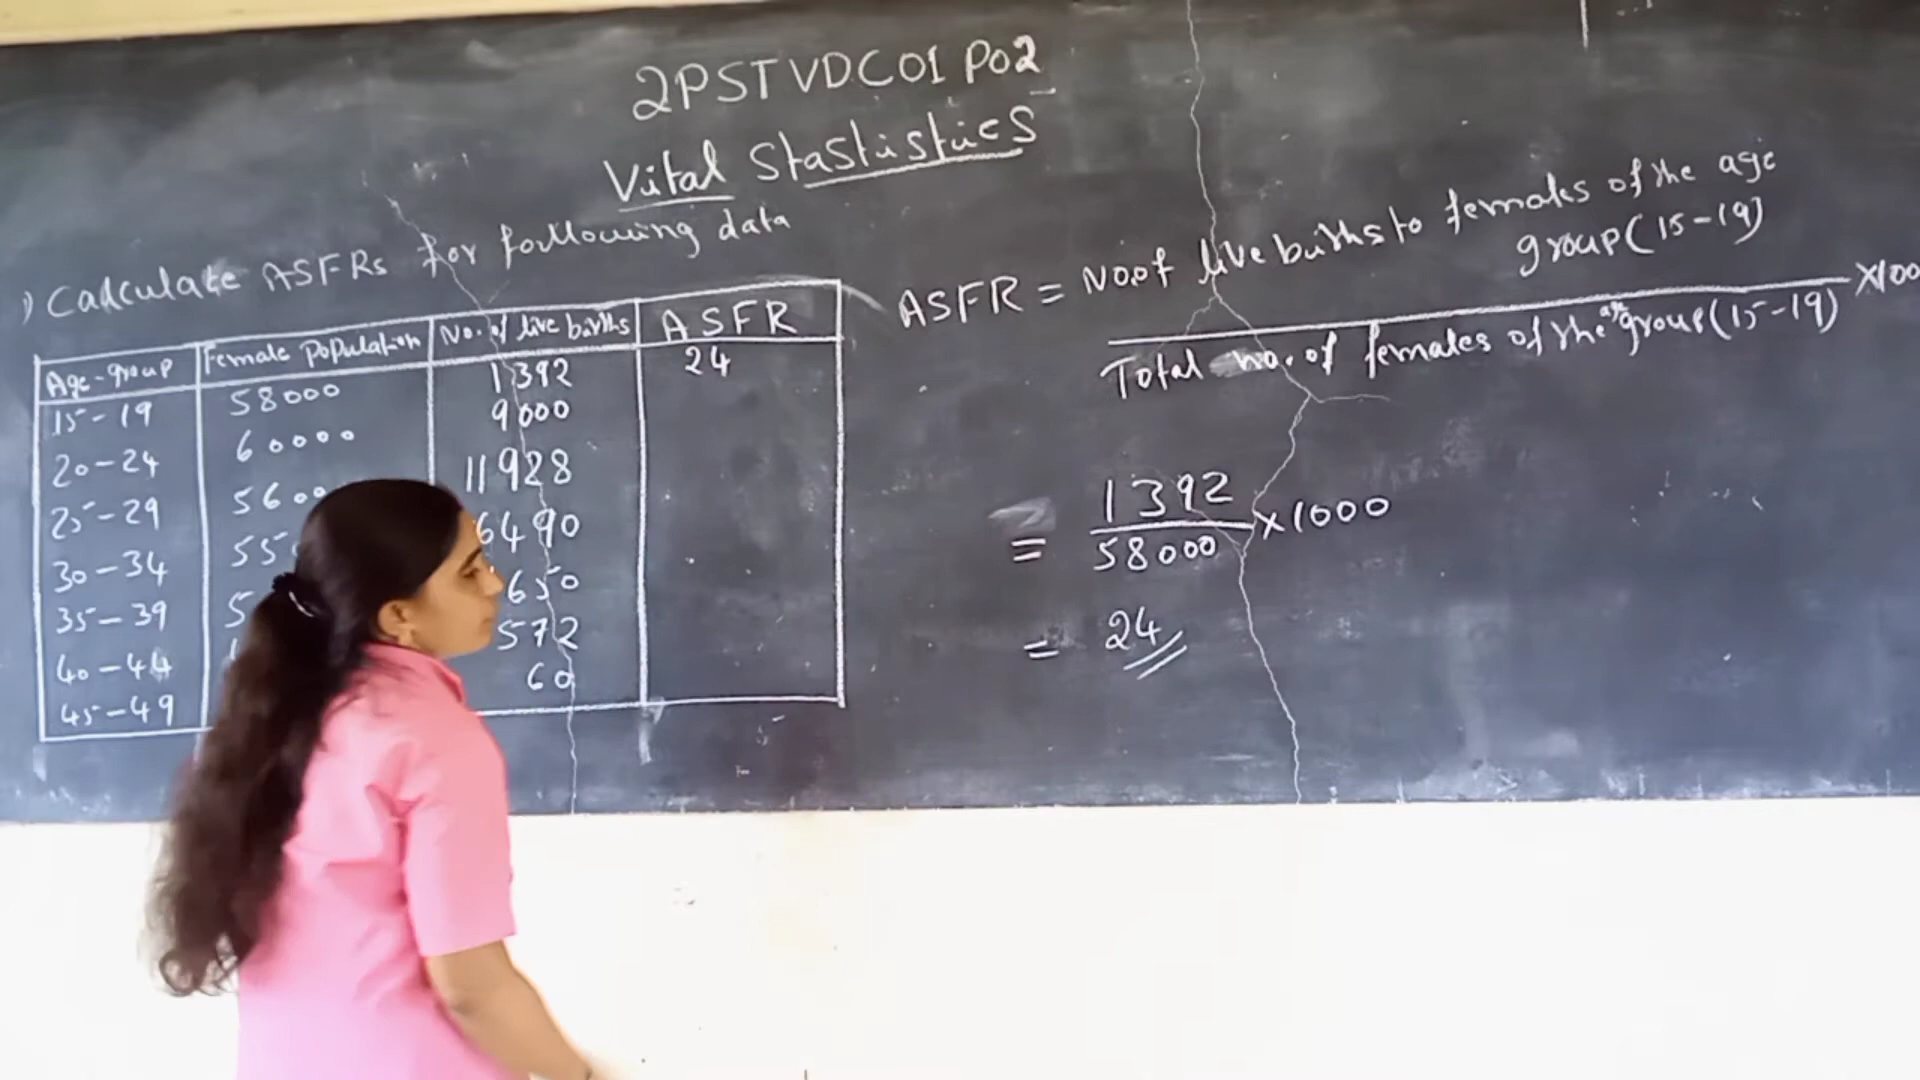 2PSTVDC01P02
Vital Stastistics
1) Calculate ASFRs for following data
Age-group Female Population No. of live births ASFR
15-19 58000 1392 24
20-24 60000 9000
25-29 11928
30-34 6490
35-39 650
40-44 572
45-49 60
ASFR = No.of live births to females of the age
group (15-19)
Total no. of females of the age group (15-19) ×100
= 1392
58000 ×1000
= 24